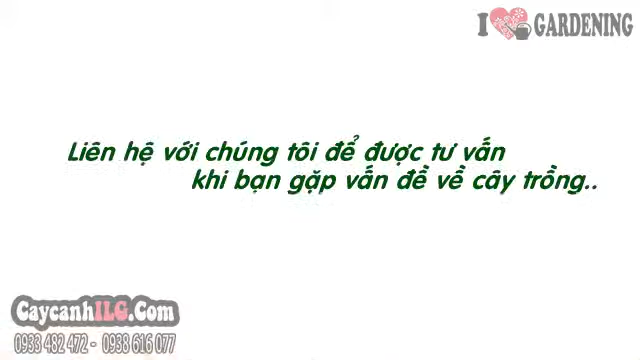 I GARDENING
Liên hệ với chúng tôi để được tư vấn
khi bạn gặp vấn đề về cây trồng..
CaycanhILG.Com
0933 482 472 - 0938 616 077